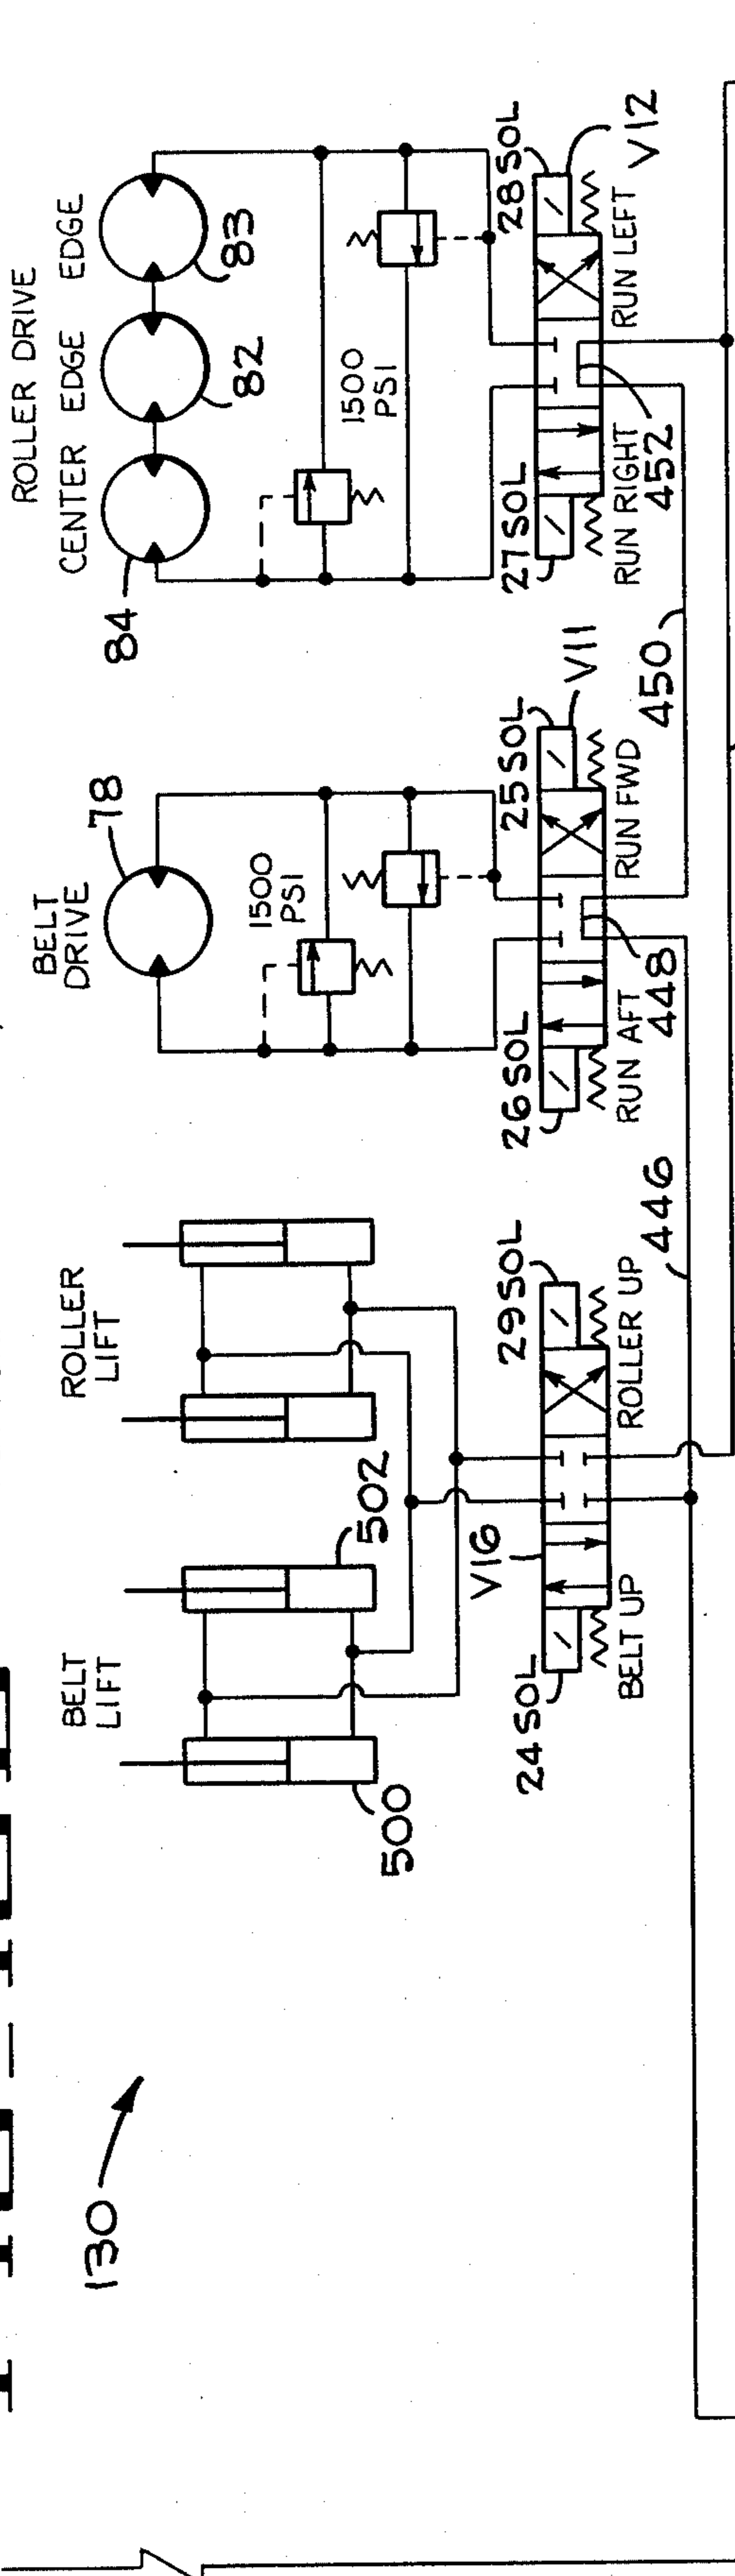 130
BELT
LIFT
500
502
ROLLER
LIFT
24 SOL
V16
29 SOL
BELT UP
ROLLER UP
446
BELT
DRIVE
78
1500
PSI
26 SOL
25 SOL
V11
RUN AFT
RUN FWD
448
450
ROLLER DRIVE
CENTER EDGE EDGE
84
82
83
1500
PSI
27 SOL
28 SOL
V12
RUN RIGHT
RUN LEFT
452